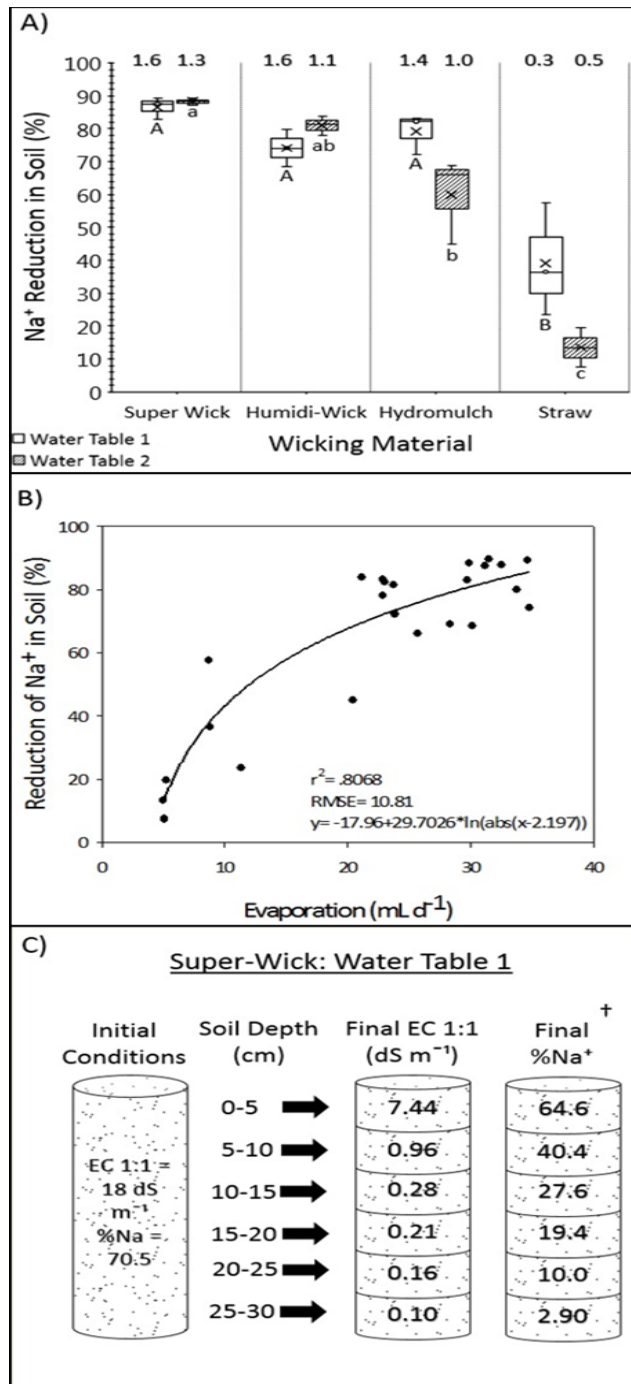 A)
1.6 1.3 1.6 1.1 1.4 1.0 0.3 0.5
Na⁺ Reduction in Soil (%)
100
90
80
70
60
50
40
30
20
10
0
A a A ab A b B c
Super Wick Humidi-Wick Hydromulch Straw
Water Table 1
Water Table 2
Wicking Material
B)
Reduction of Na⁺ in Soil (%)
100
80
60
40
20
0
r²= .8068
RMSE= 10.81
y= -17.96+29.7026*ln(abs(x-2.197))
0 10 20 30 40
Evaporation (mL d⁻¹)
C)
Super-Wick: Water Table 1
Initial Conditions
Soil Depth (cm)
Final EC 1:1 (dS m⁻¹)
Final %Na⁺ †
EC 1:1 =
18 dS
m⁻¹
%Na =
70.5
0-5 7.44 64.6
5-10 0.96 40.4
10-15 0.28 27.6
15-20 0.21 19.4
20-25 0.16 10.0
25-30 0.10 2.90